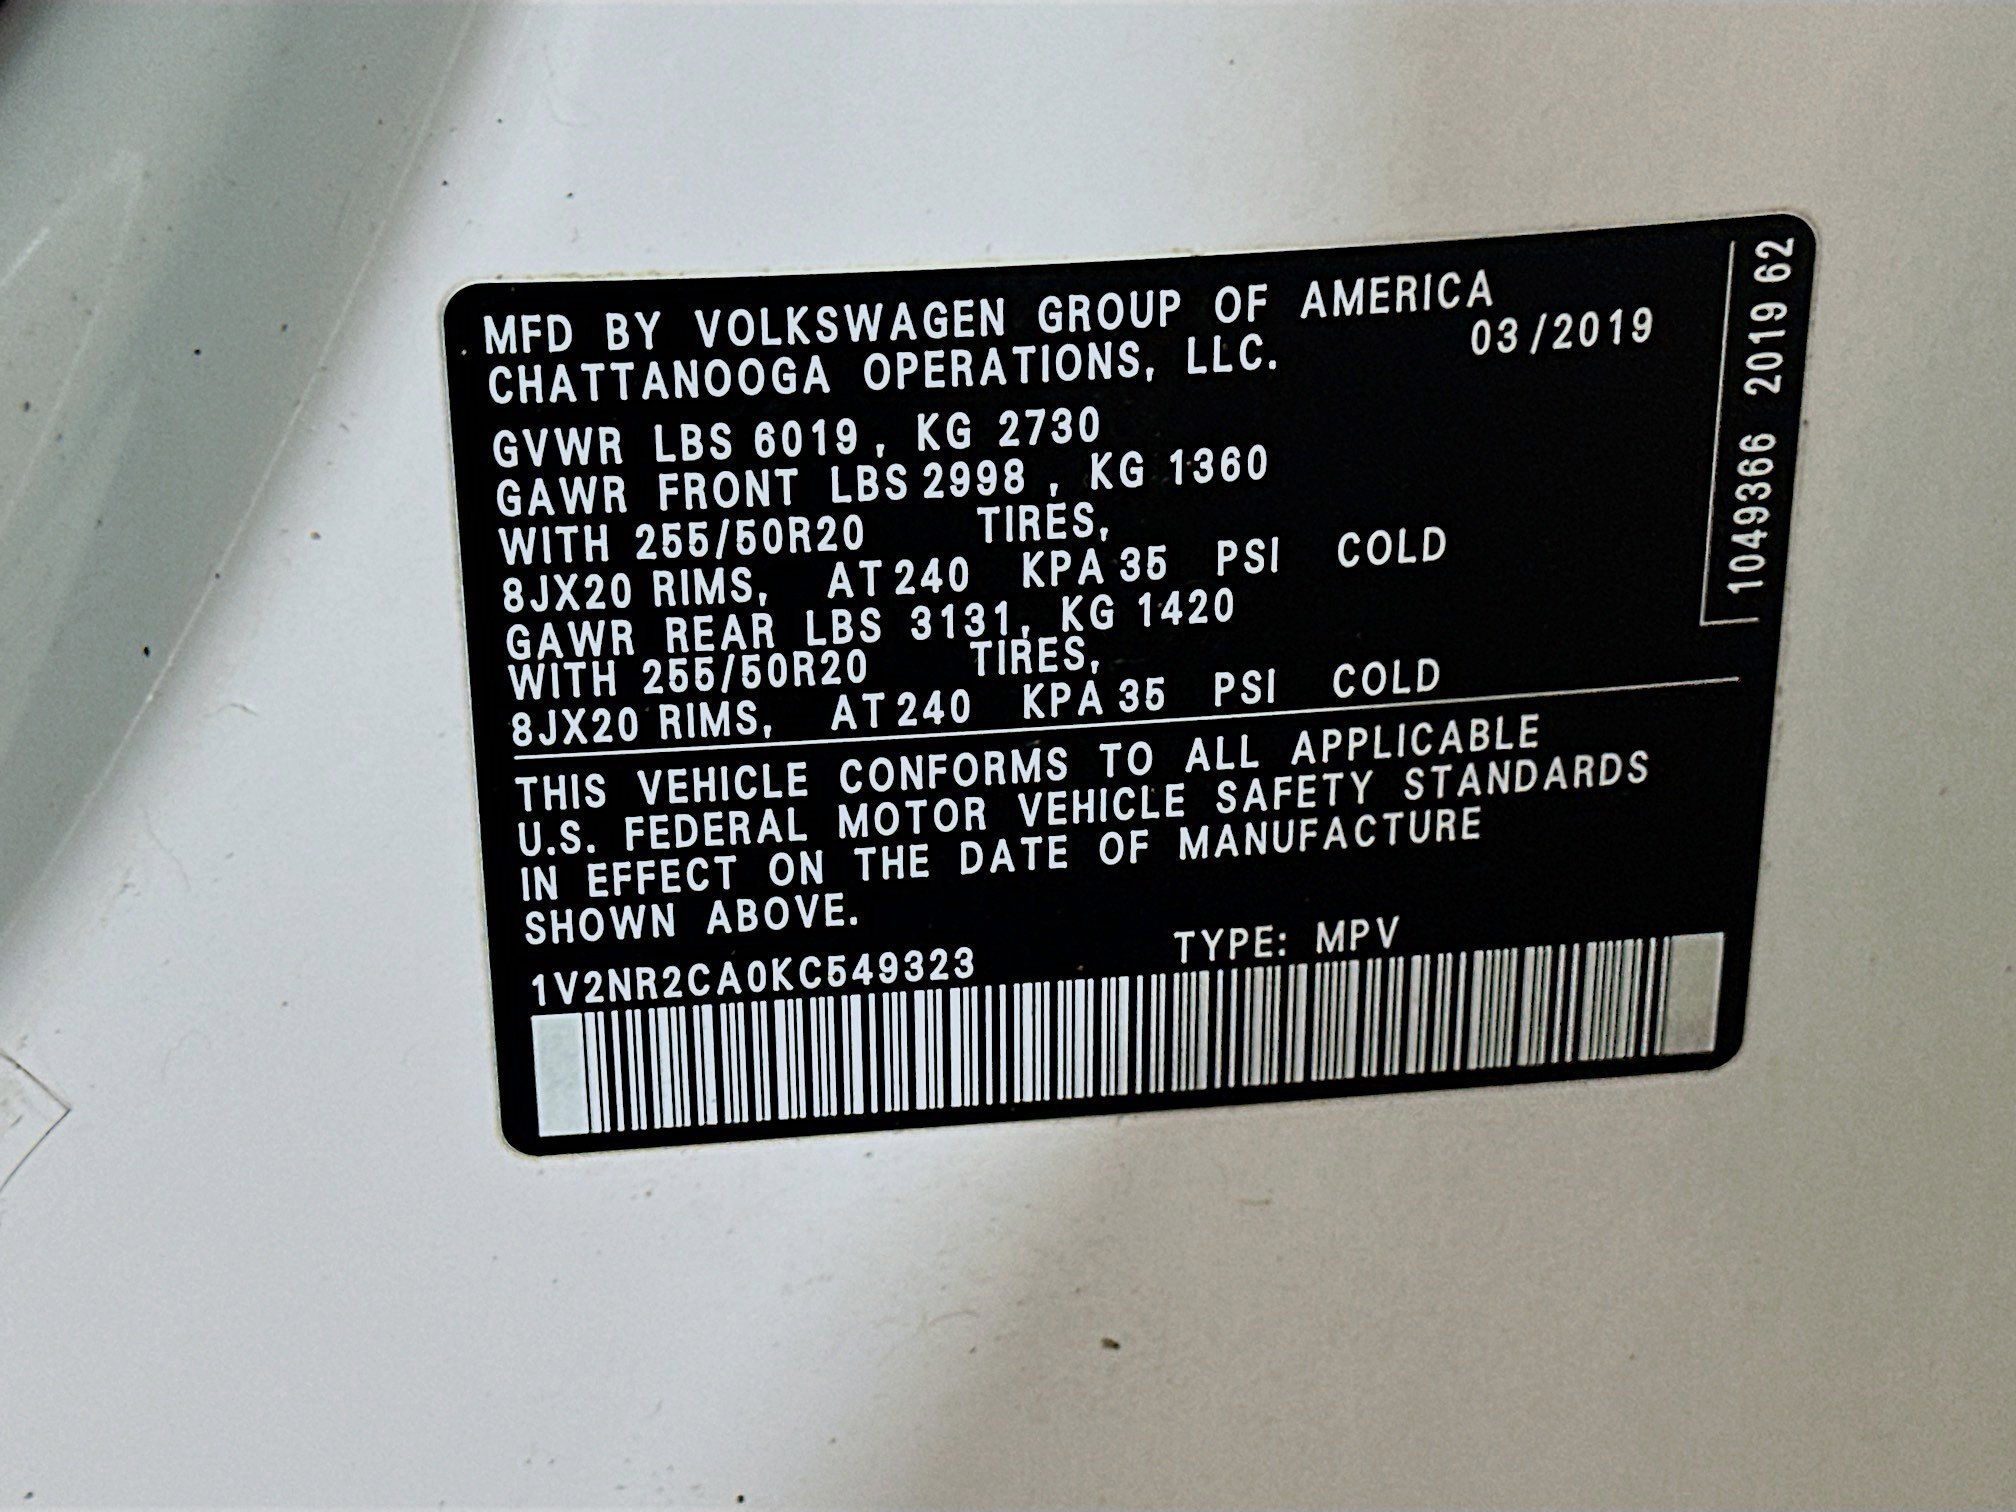 MFD BY VOLKSWAGEN GROUP OF AMERICA
CHATTANOOGA OPERATIONS, LLC. 03/2019
GVWR LBS 6019, KG 2730
GAWR FRONT LBS 2998, KG 1360
WITH 255/50R20 TIRES,
8JX20 RIMS, AT 240 KPA 35 PSI COLD
GAWR REAR LBS 3131, KG 1420
WITH 255/50R20 TIRES,
8JX20 RIMS, AT 240 KPA 35 PSI COLD
THIS VEHICLE CONFORMS TO ALL APPLICABLE
U.S. FEDERAL MOTOR VEHICLE SAFETY STANDARDS
IN EFFECT ON THE DATE OF MANUFACTURE
SHOWN ABOVE.
1V2NR2CA0KC549323 TYPE: MPV
1049366 2019 62